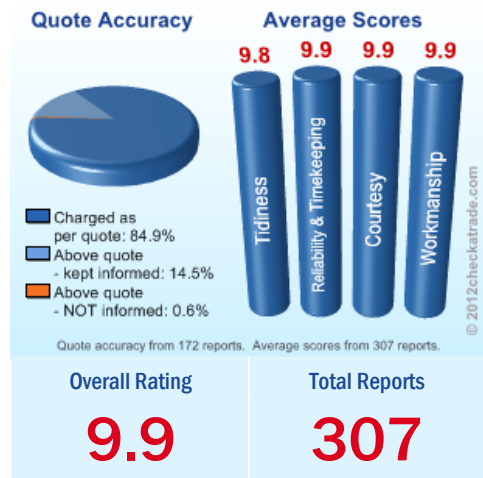 Quote Accuracy
Average Scores
9.8
9.9
9.9
9.9
Tidiness
Reliability & Timekeeping
Courtesy
Workmanship
Charged as
per quote: 84.9%
Above quote
- kept informed: 14.5%
Above quote
- NOT informed: 0.6%
© 2012checkatrade.com
Quote accuracy from 172 reports. Average scores from 307 reports.
Overall Rating
9.9
Total Reports
307